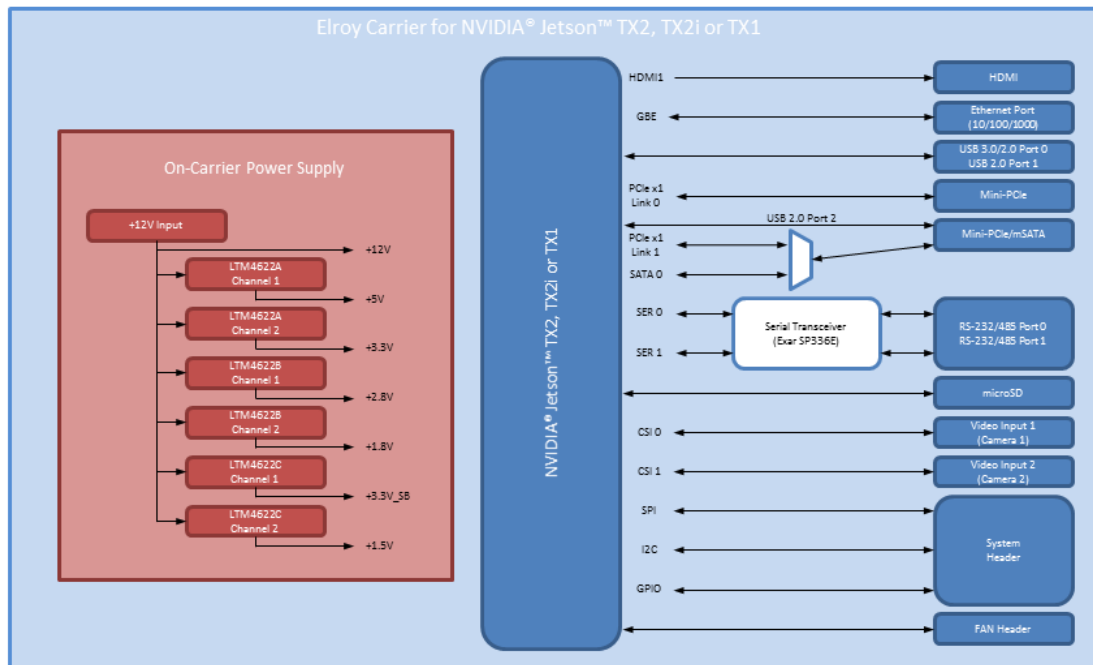 Elroy Carrier for NVIDIA® Jetson™ TX2, TX2i or TX1
On-Carrier Power Supply
+12V Input
+12V
LTM4622A
Channel 1
+5V
LTM4622A
Channel 2
+3.3V
LTM4622B
Channel 1
+2.8V
LTM4622B
Channel 2
+1.8V
LTM4622C
Channel 1
+3.3V_SB
LTM4622C
Channel 2
+1.5V
NVIDIA® Jetson™ TX2, TX2i or TX1
HDMI1
HDMI
GBE
Ethernet Port
(10/100/1000)
USB 3.0/2.0 Port 0
USB 2.0 Port 1
PCIe x1
Link 0
Mini-PCIe
USB 2.0 Port 2
PCIe x1
Link 1
SATA 0
Mini-PCIe/mSATA
SER 0
SER 1
Serial Transceiver
(Exar SP336E)
RS-232/485 Port 0
RS-232/485 Port 1
microSD
CSI 0
Video Input 1
(Camera 1)
CSI 1
Video Input 2
(Camera 2)
SPI
I2C
GPIO
System
Header
FAN Header